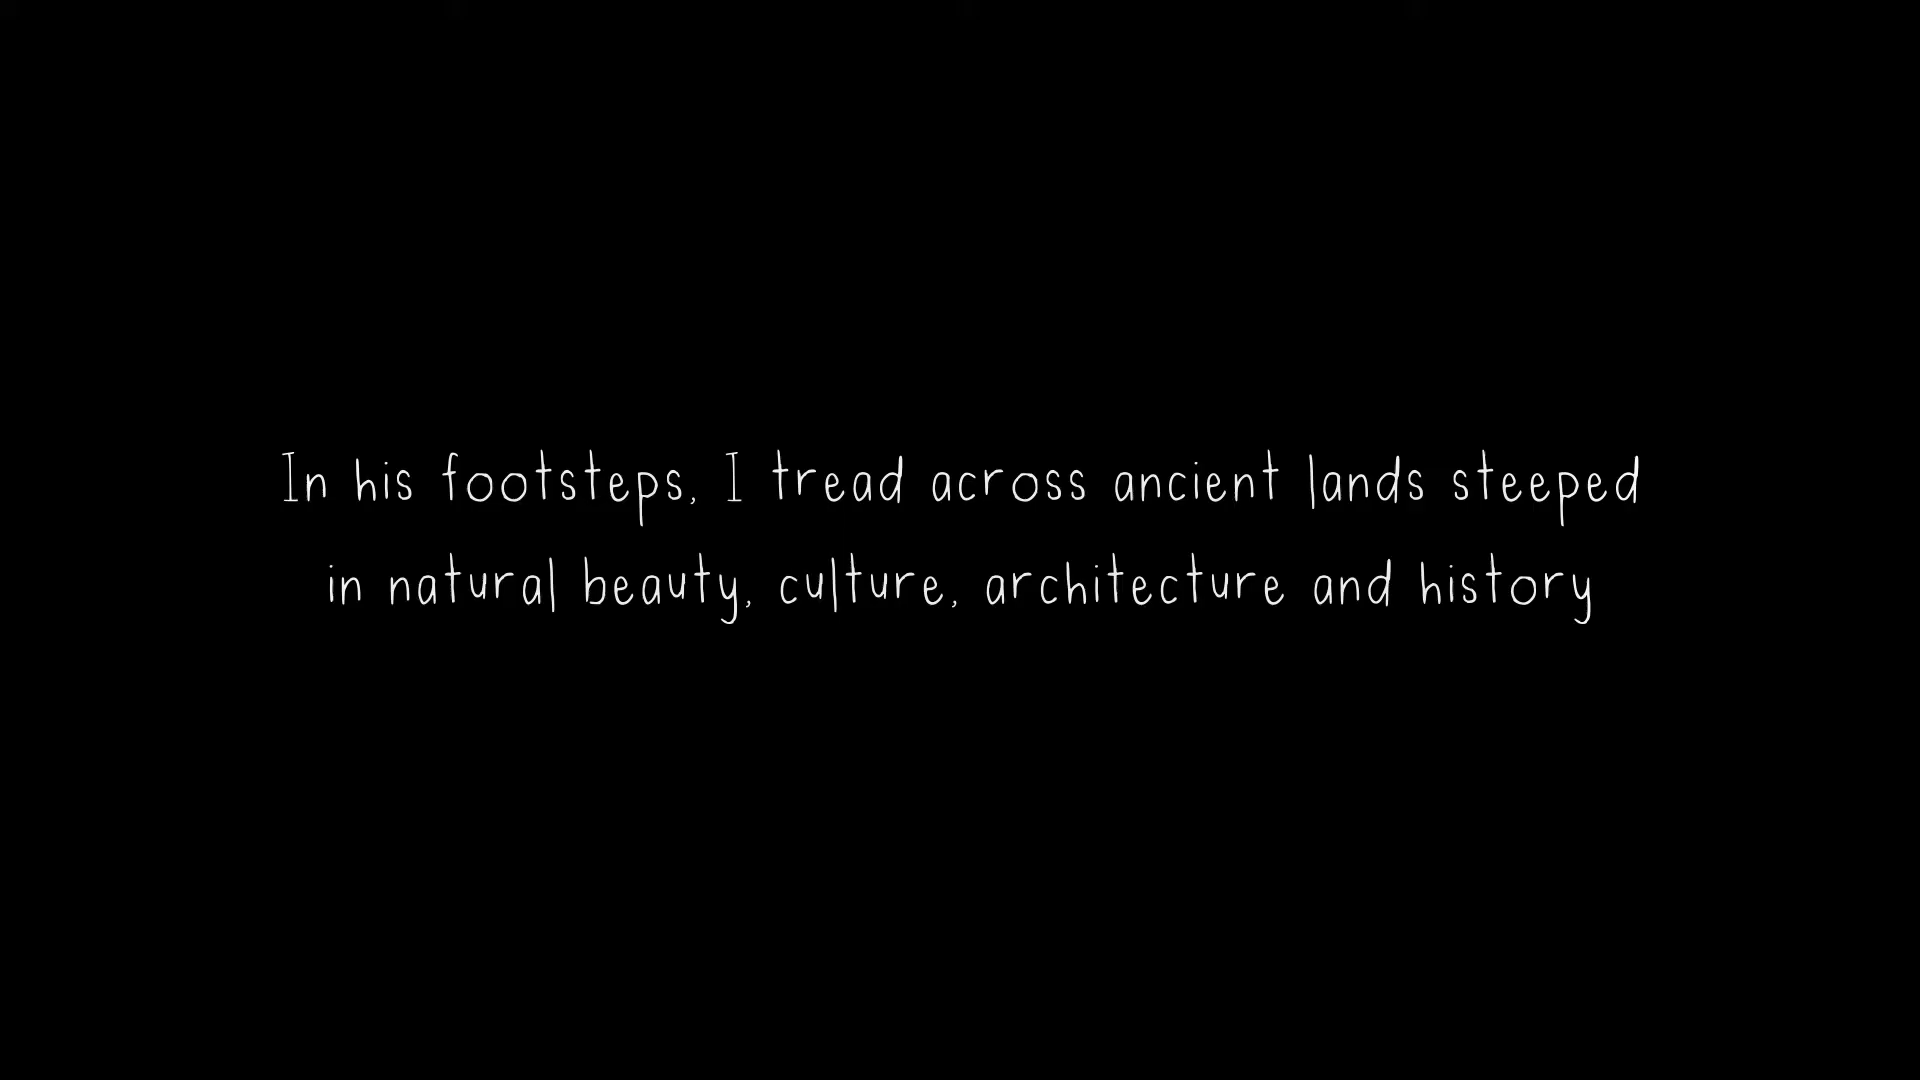 In his footsteps, I tread across ancient lands steeped
in natural beauty, culture, architecture and history